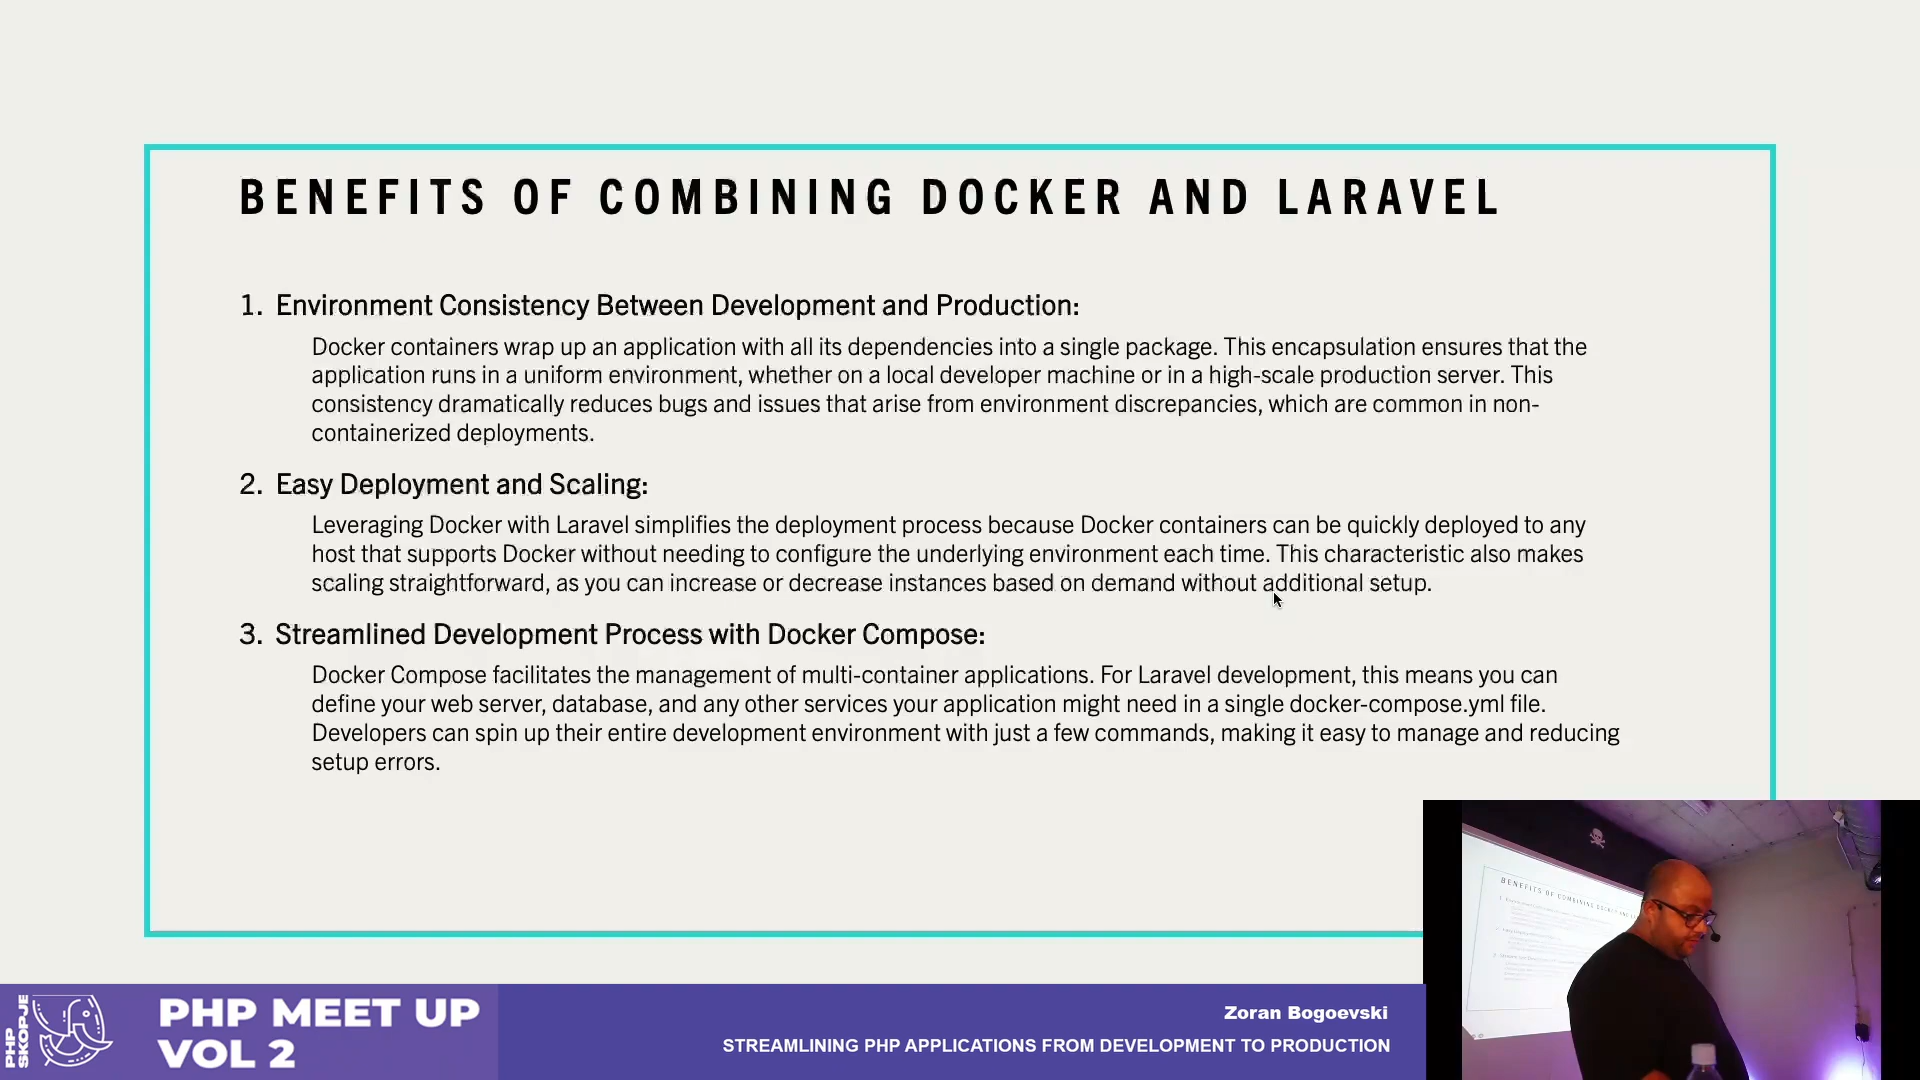 BENEFITS OF COMBINING DOCKER AND LARAVEL
1. Environment Consistency Between Development and Production:
Docker containers wrap up an application with all its dependencies into a single package. This encapsulation ensures that the
application runs in a uniform environment, whether on a local developer machine or in a high-scale production server. This
consistency dramatically reduces bugs and issues that arise from environment discrepancies, which are common in non-
containerized deployments.
2. Easy Deployment and Scaling:
Leveraging Docker with Laravel simplifies the deployment process because Docker containers can be quickly deployed to any
host that supports Docker without needing to configure the underlying environment each time. This characteristic also makes
scaling straightforward, as you can increase or decrease instances based on demand without additional setup.
3. Streamlined Development Process with Docker Compose:
Docker Compose facilitates the management of multi-container applications. For Laravel development, this means you can
define your web server, database, and any other services your application might need in a single docker-compose.yml file.
Developers can spin up their entire development environment with just a few commands, making it easy to manage and reducing
setup errors.
BENEFITS OF COMBINING DOCKER AND
PHP
SKOPJE
PHP MEET UP
VOL 2
Zoran Bogoevski
STREAMLINING PHP APPLICATIONS FROM DEVELOPMENT TO PRODUCTION